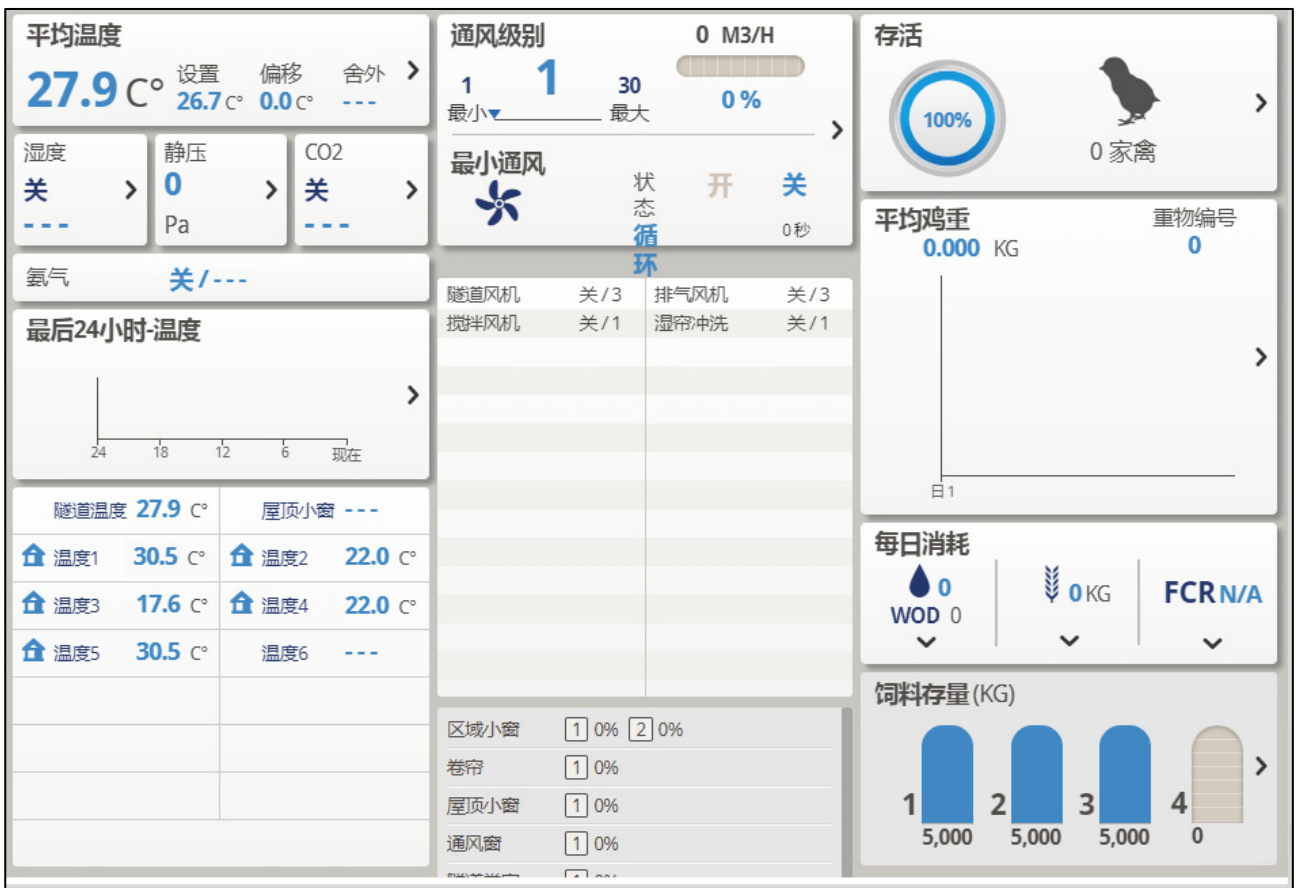 平均温度
27.9 C° 设置 26.7 C° 偏移 0.0 C° 舍外 ---
湿度
关
---
静压
0
Pa
CO2
关
---
氨气 关/---
最后24小时-温度
24 18 12 6 现在
隧道温度 27.9 C° 屋顶小窗 ---
温度1 30.5 C° 温度2 22.0 C°
温度3 17.6 C° 温度4 22.0 C°
温度5 30.5 C° 温度6 ---
通风级别 0 M3/H
1 1 30 0%
最小 最大
最小通风
状态 开 关
循环 0秒
隧道风机 关/3 排气风机 关/3
搅拌风机 关/1 湿帘冲洗 关/1
区域小窗 1 0% 2 0%
卷帘 1 0%
屋顶小窗 1 0%
通风窗 1 0%
存活
100%
0 家禽
平均鸡重 重物编号
0.000 KG 0
日1
每日消耗
0 0 KG FCR N/A
WOD 0
饲料存量(KG)
1 2 3 4
5,000 5,000 5,000 0